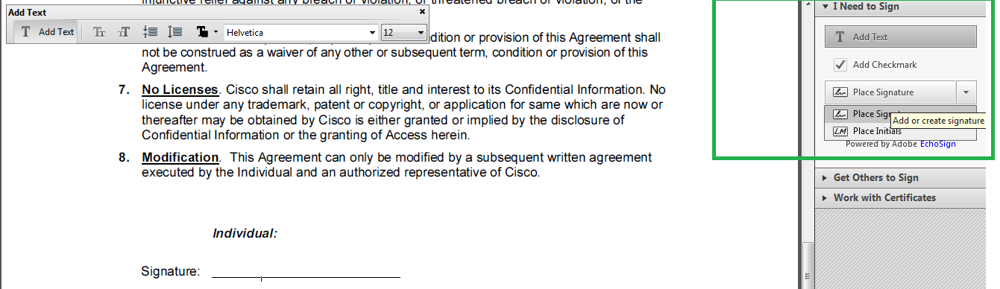 injunctive relief against any breach or violation, or threatened breach or violation, of the
Add Text
Add Text
Helvetica
12
dition or provision of this Agreement shall
not be construed as a waiver of any other or subsequent term, condition or provision of this
Agreement.
7. No Licenses. Cisco shall retain all right, title and interest to its Confidential Information. No
license under any trademark, patent or copyright, or application for same which are now or
thereafter may be obtained by Cisco is either granted or implied by the disclosure of
Confidential Information or the granting of Access herein.
8. Modification. This Agreement can only be modified by a subsequent written agreement
executed by the Individual and an authorized representative of Cisco.
Individual:
Signature:
I Need to Sign
Add Text
Add Checkmark
Place Signature
Place Sign
Add or create signature
LM Place Initials
Powered by Adobe EchoSign
Get Others to Sign
Work with Certificates